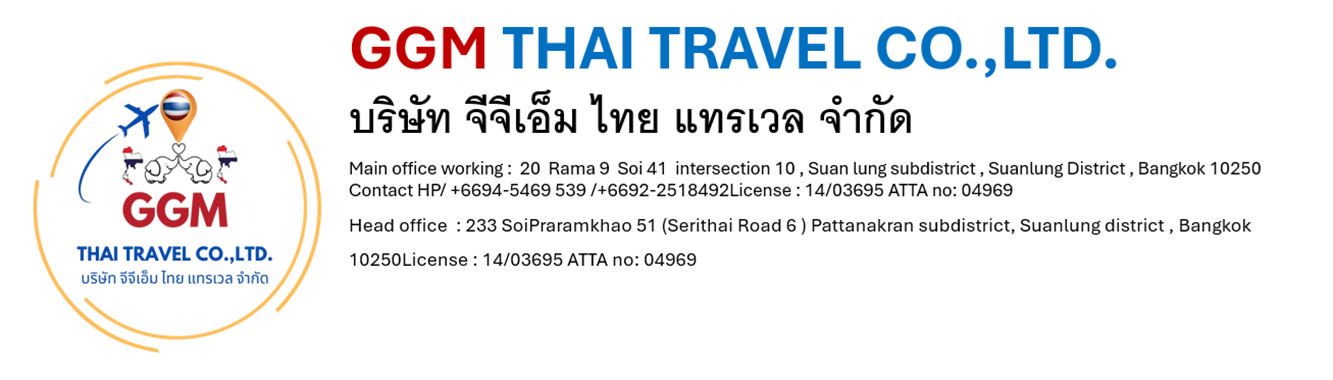 GGM
THAI TRAVEL CO.,LTD.
บริษัท จีจีเอ็ม ไทย แทรเวล จำกัด
GGM THAI TRAVEL CO.,LTD.
บริษัท จีจีเอ็ม ไทย แทรเวล จำกัด
Main office working : 20 Rama 9 Soi 41 intersection 10 , Suan lung subdistrict , Suanlung District , Bangkok 10250
Contact HP/ +6694-5469 539 /+6692-2518492License : 14/03695 ATTA no: 04969
Head office : 233 SoiPraramkhao 51 (Serithai Road 6 ) Pattanakran subdistrict, Suanlung district , Bangkok
10250License : 14/03695 ATTA no: 04969